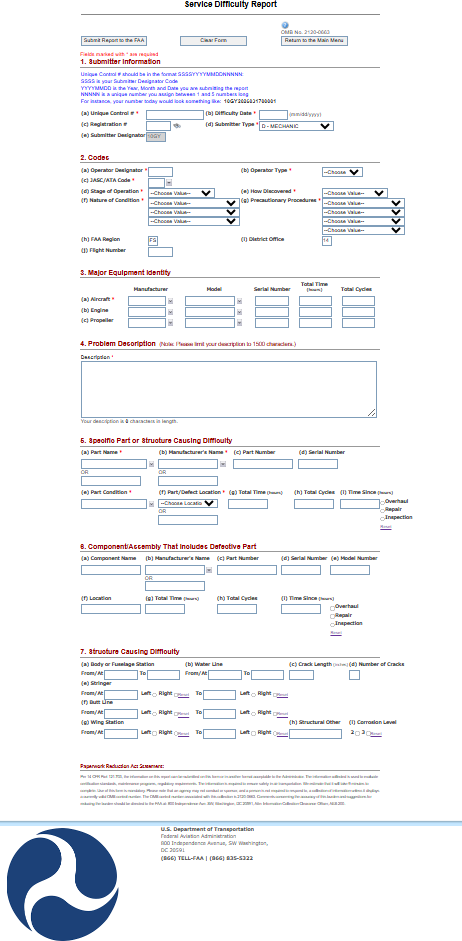 Service Difficulty Report
OMB No. 2120-0663
Submit Report to the FAA Clear Form Return to the Main Menu
Fields marked with * are required
1. Submitter Information
Unique Control # should be in the format SSSSYYYYMMDDNNNNN:
SSSS is your Submitter Designator Code
YYYYMMDD is the Year, Month and Date you are submitting the report
NNNNN is a unique number you assign between 1 and 5 numbers long
For instance, your number today would look something like:
(a) Unique Control # * (b) Difficulty Date * (mm/dd/yyyy)
(c) Registration # (d) Submitter Type * D - MECHANIC
(e) Submitter Designator
2. Codes
(a) Operator Designator * (b) Operator Type * --Choose
(c) JASC/ATA Code *
(d) Stage of Operation * --Choose Value-- (e) How Discovered * --Choose Value--
(f) Nature of Condition * --Choose Value-- (g) Precautionary Procedures * --Choose Value--
--Choose Value-- --Choose Value--
--Choose Value-- --Choose Value--
--Choose Value--
(h) FAA Region FS (i) District Office 14
(j) Flight Number
3. Major Equipment Identity
Manufacturer Model Serial Number Total Time (hours) Total Cycles
(a) Aircraft *
(b) Engine
(c) Propeller
4. Problem Description (Note: Please limit your description to 1500 characters.)
Description *
Your description is 0 characters in length.
5. Specific Part or Structure Causing Difficulty
(a) Part Name * (b) Manufacturer's Name * (c) Part Number (d) Serial Number
OR OR
(e) Part Condition * (f) Part/Defect Location * (g) Total Time (hours) (h) Total Cycles (i) Time Since (hours)
--Choose Locatio Overhaul
OR Repair
Inspection
Reset
6. Component/Assembly That Includes Defective Part
(a) Component Name (b) Manufacturer's Name (c) Part Number (d) Serial Number (e) Model Number
OR
(f) Location (g) Total Time (hours) (h) Total Cycles (i) Time Since (hours)
Overhaul
Repair
Inspection
Reset
7. Structure Causing Difficulty
(a) Body or Fuselage Station (b) Water Line (c) Crack Length (inches) (d) Number of Cracks
From/At To From/At To
(e) Stringer
From/At Left Right Reset To Left Right Reset
(f) Butt Line
From/At Left Right Reset To Left Right Reset
(g) Wing Station (h) Structural Other (i) Corrosion Level
From/At Left Right Reset To Left Right Reset 2 3 Reset
Paperwork Reduction Act Statement:
U.S. Department of Transportation
Federal Aviation Administration
800 Independence Avenue, SW Washington,
DC 20591
(866) TELL-FAA | (866) 835-5322